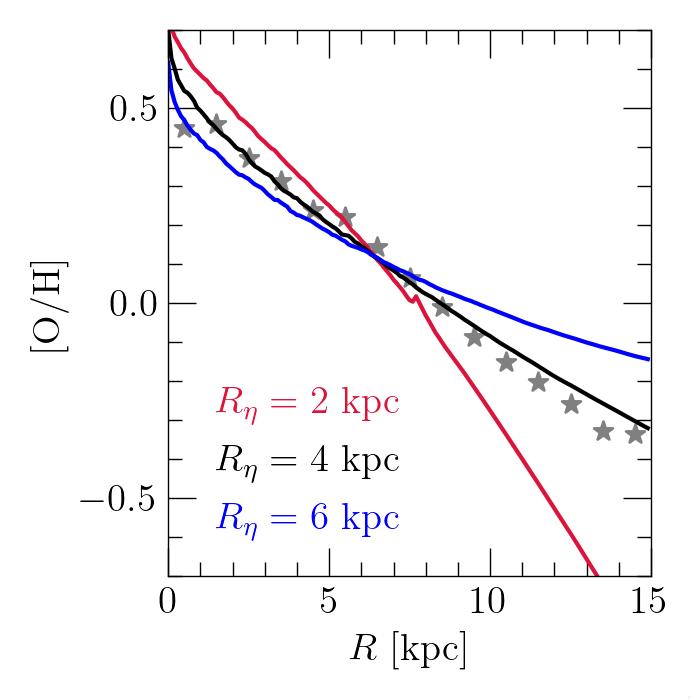 0.5
0.0
−0.5
[O/H]
R_η = 2 kpc
R_η = 4 kpc
R_η = 6 kpc
0 5 10 15
R [kpc]